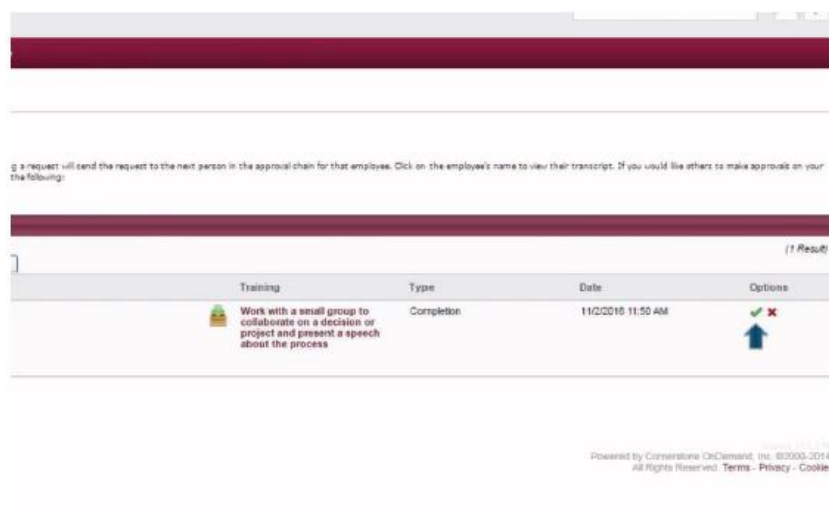 g a request will send the request to the next person in the approval chain for that employee. Click on the employee's name to view their transcript. If you would like others to make approvals on your
the following:
(1 Result)
Training Type Date Options
Work with a small group to Completion 11/2/2016 11:50 AM
collaborate on a decision or
project and present a speech
about the process
Powered by Cornerstone OnDemand, Inc. ©2000-2014
All Rights Reserved. Terms - Privacy - Cookie